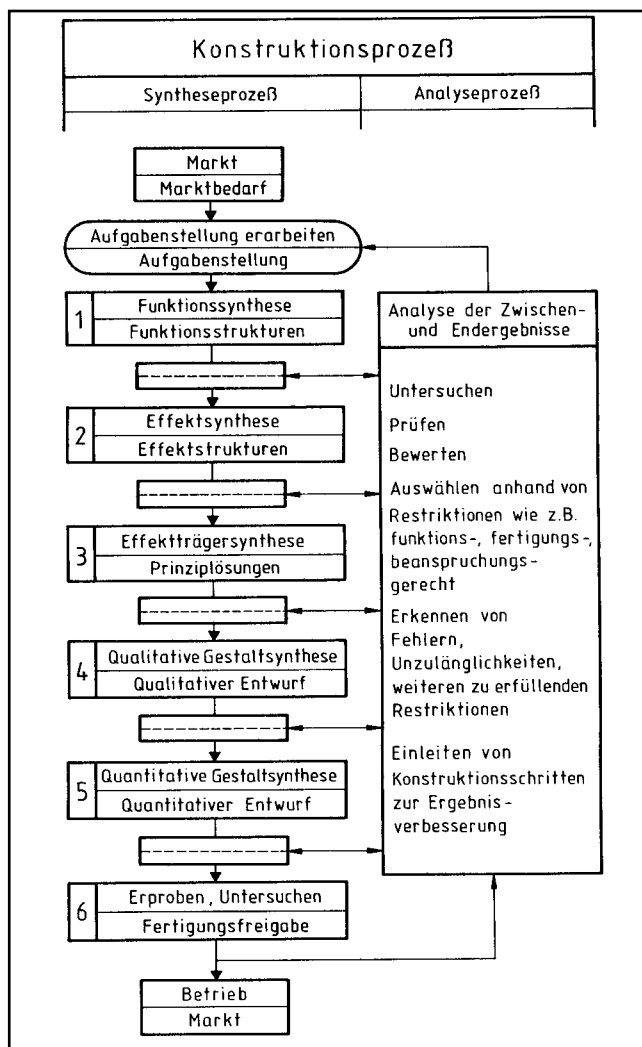 Konstruktionsprozeß
Syntheseprozeß
Analyseprozeß
Markt
Marktbedarf
Aufgabenstellung erarbeiten
Aufgabenstellung
1
Funktionssynthese
Funktionsstrukturen
2
Effektsynthese
Effektstrukturen
3
Effektträgersynthese
Prinziplösungen
4
Qualitative Gestaltsynthese
Qualitativer Entwurf
5
Quantitative Gestaltsynthese
Quantitativer Entwurf
6
Erproben, Untersuchen
Fertigungsfreigabe
Betrieb
Markt
Analyse der Zwischen-
und Endergebnisse
Untersuchen
Prüfen
Bewerten
Auswählen anhand von
Restriktionen wie z.B.
funktions-, fertigungs-,
beanspruchungs-
gerecht
Erkennen von
Fehlern,
Unzulänglichkeiten,
weiteren zu erfüllenden
Restriktionen
Einleiten von
Konstruktionsschritten
zur Ergebnis-
verbesserung